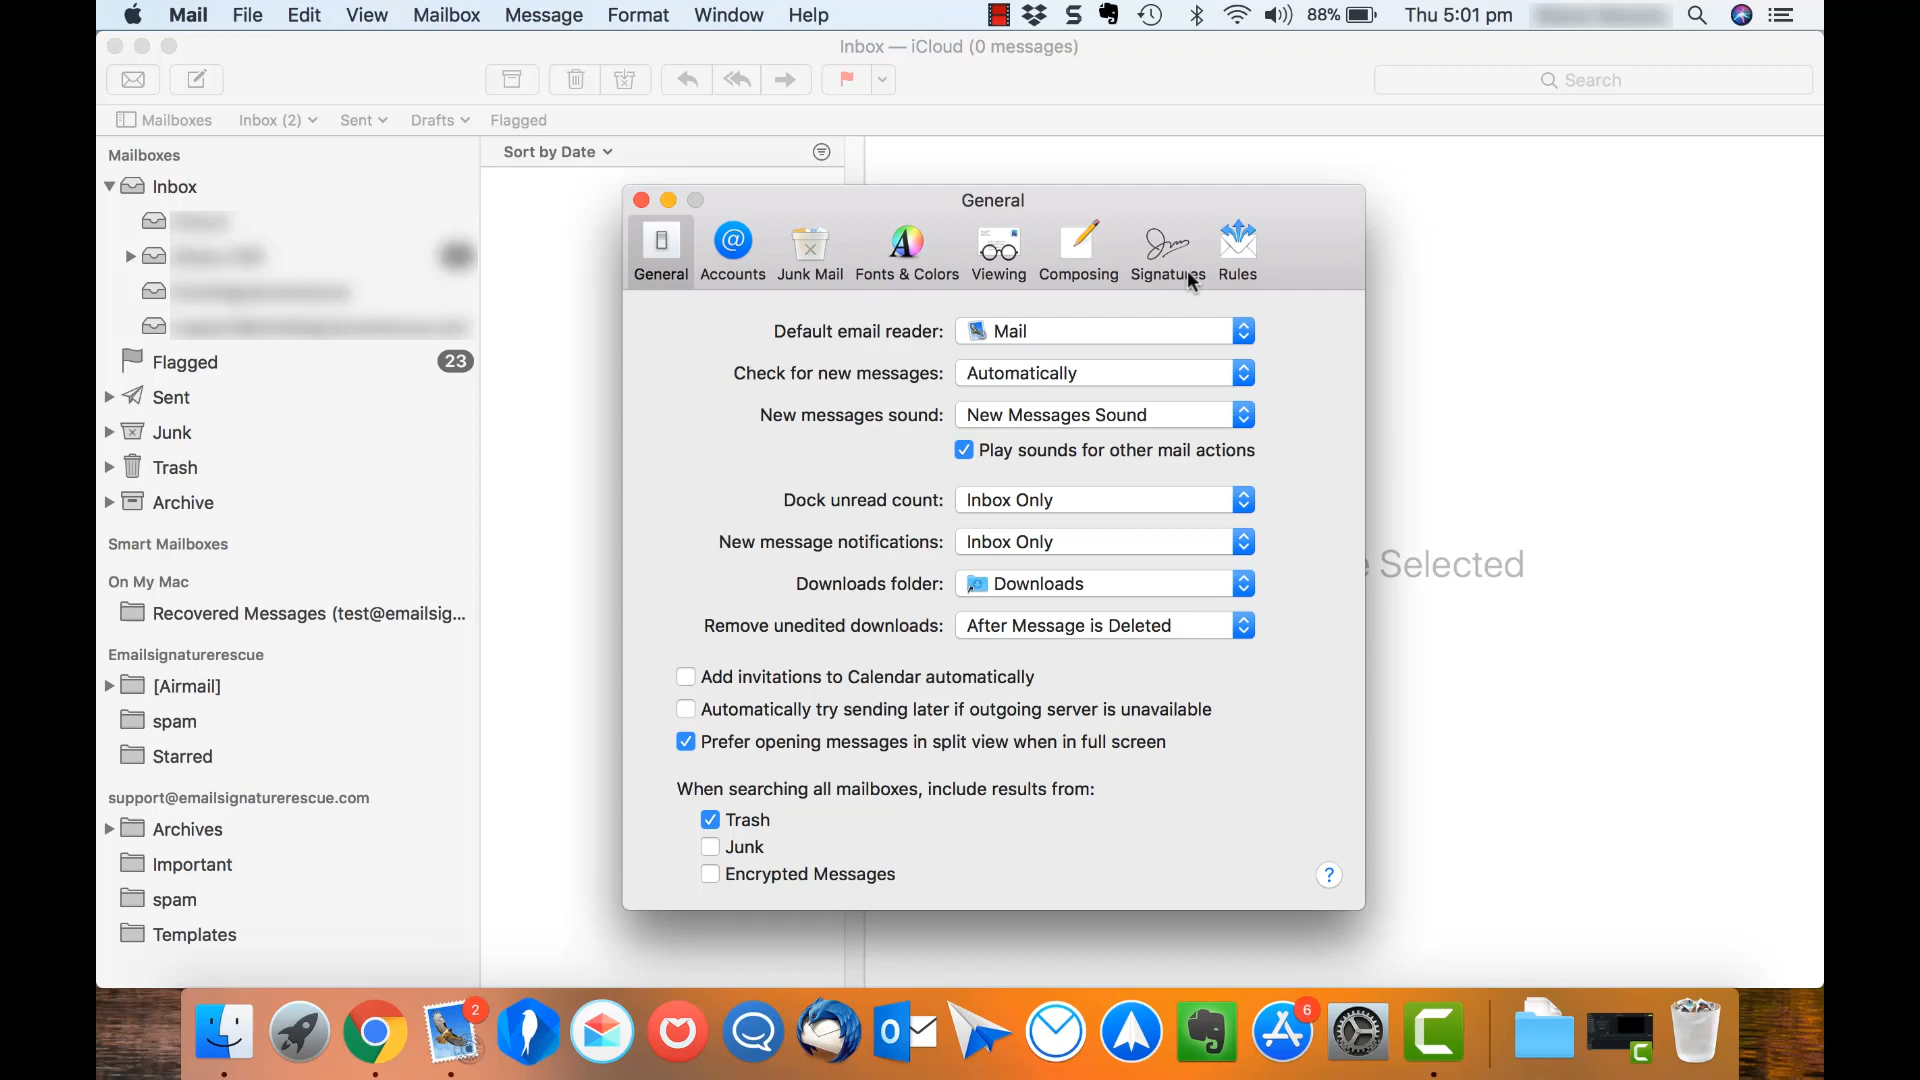 Mail File Edit View Mailbox Message Format Window Help 88% Thu 5:01 pm
Inbox — iCloud (0 messages)
Search
Mailboxes Inbox (2) Sent Drafts Flagged
Mailboxes
Sort by Date
Inbox
Flagged 23
Sent
Junk
Trash
Archive
Smart Mailboxes
On My Mac
Recovered Messages (test@emailsig...
Emailsignaturerescue
[Airmail]
spam
Starred
support@emailsignaturerescue.com
Archives
Important
spam
Templates
General
General Accounts Junk Mail Fonts & Colors Viewing Composing Signatures Rules
Default email reader: Mail
Check for new messages: Automatically
New messages sound: New Messages Sound
Play sounds for other mail actions
Dock unread count: Inbox Only
New message notifications: Inbox Only
Downloads folder: Downloads
Remove unedited downloads: After Message is Deleted
Add invitations to Calendar automatically
Automatically try sending later if outgoing server is unavailable
Prefer opening messages in split view when in full screen
When searching all mailboxes, include results from:
Trash
Junk
Encrypted Messages
?
Selected
2
6